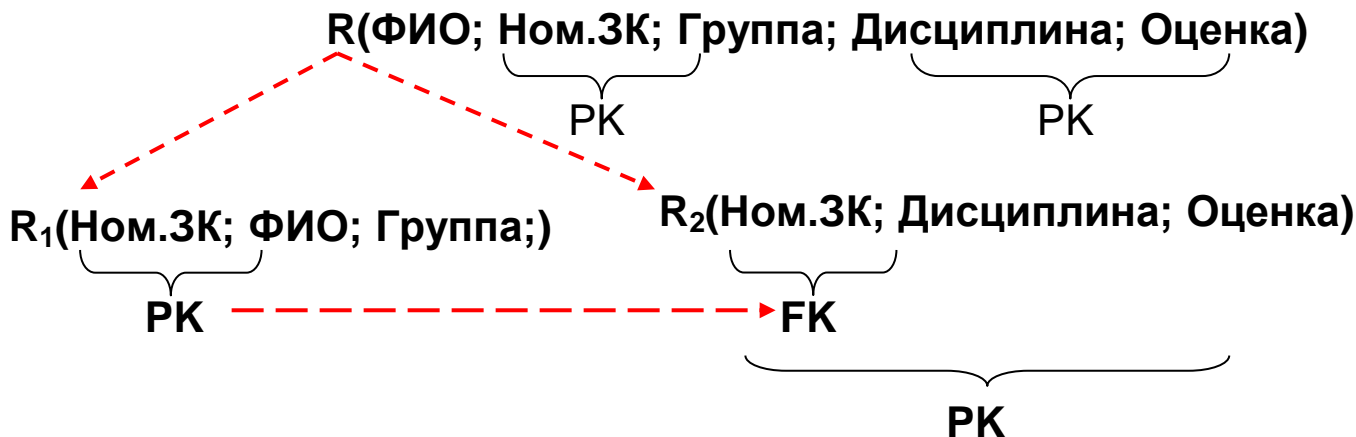 R(ФИО; Ном.ЗК; Группа; Дисциплина; Оценка)
PK PK
R₁(Ном.ЗК; ФИО; Группа;)
R₂(Ном.ЗК; Дисциплина; Оценка)
PK FK
PK